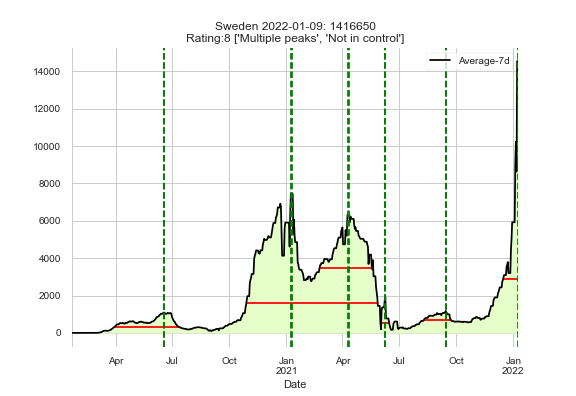 Sweden 2022-01-09: 1416650
Rating:8 ['Multiple peaks', 'Not in control']
Average-7d
14000
12000
10000
8000
6000
4000
2000
0
Apr Jul Oct Jan Apr Jul Oct Jan
2021 2022
Date